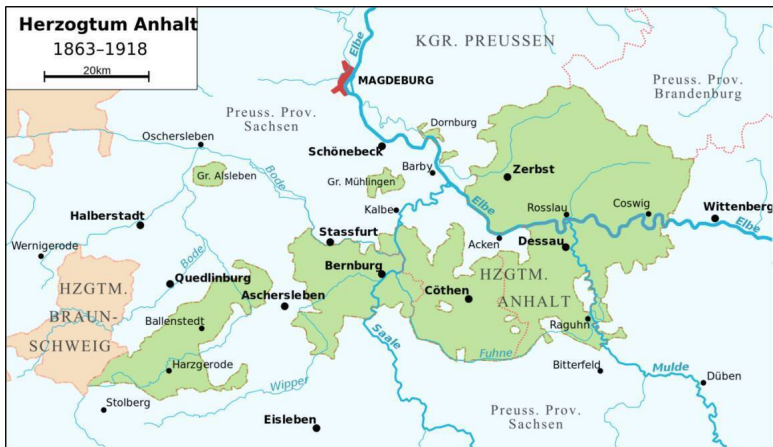 Herzogtum Anhalt
1863–1918
20km
Elbe
KGR. PREUSSEN
MAGDEBURG
Preuss. Prov.
Brandenburg
Preuss. Prov.
Sachsen
Dornburg
Oschersleben
Schönebeck
Barby
Zerbst
Gr. Alsleben
Bode
Gr. Mühlingen
Kalbe
Elbe
Rosslau
Coswig
Wittenberg
Elbe
Halberstadt
Stassfurt
Acken
Dessau
Wernigerode
Bode
Quedlinburg
Bernburg
HZGTM.
ANHALT
HZGTM.
BRAUN-
SCHWEIG
Aschersleben
Cöthen
Ballenstedt
Saale
Raguhn
Fuhne
Harzgerode
Wipper
Bitterfeld
Mulde
Düben
Stolberg
Eisleben
Preuss. Prov.
Sachsen